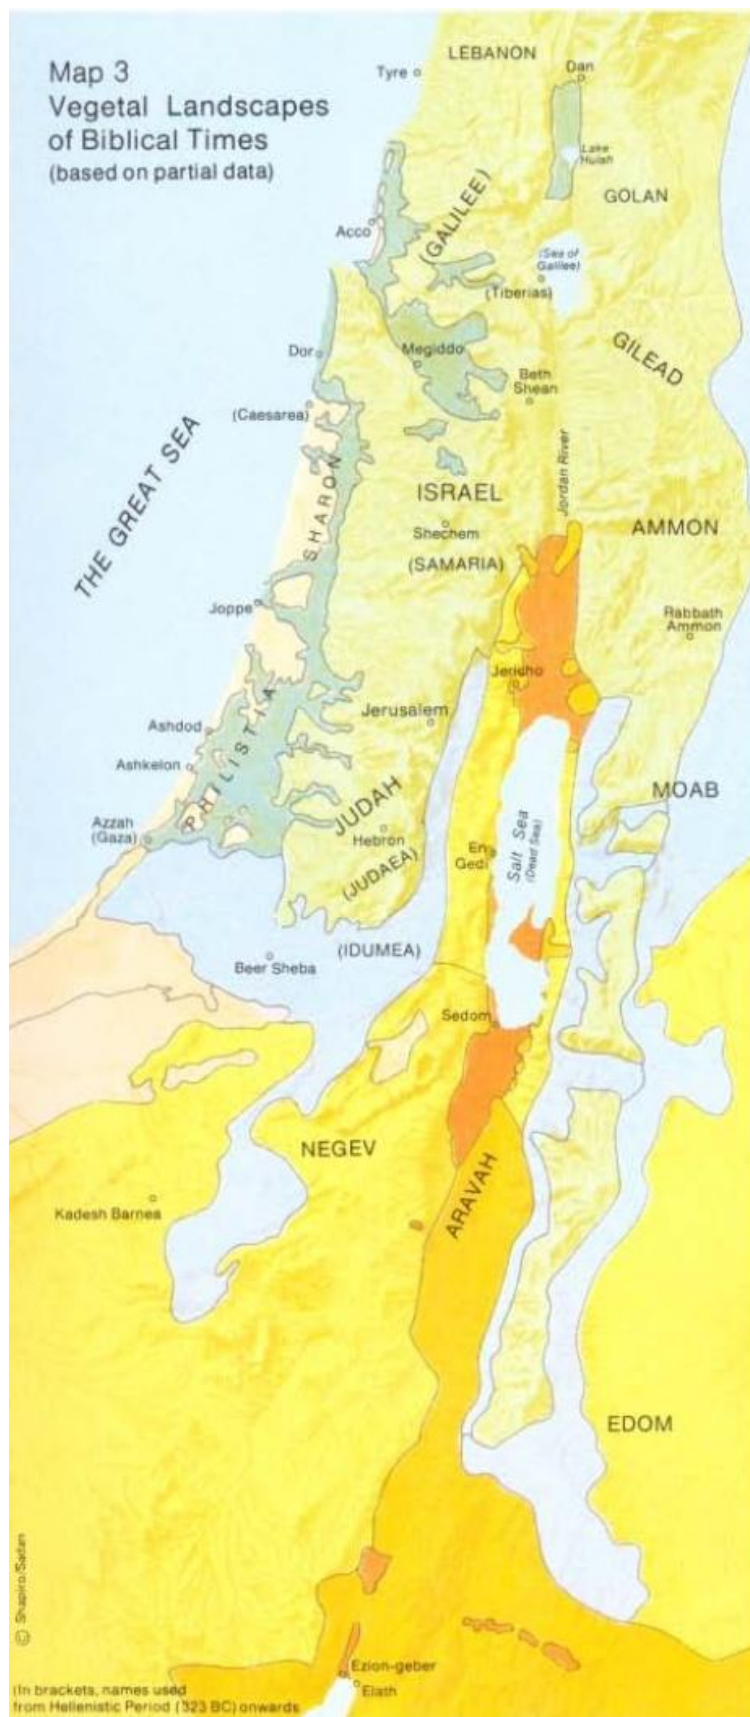 Map 3
Vegetal Landscapes
of Biblical Times
(based on partial data)
LEBANON
Tyre
Dan
Lake
Hulah
GOLAN
(GALILEE)
Acco
(Sea of
Galilee)
(Tiberias)
GILEAD
Dor
Megiddo
Beth
Shean
(Caesarea)
THE GREAT SEA
SHARON
Jordan River
ISRAEL
Shechem
AMMON
(SAMARIA)
Joppe
Rabbath
Ammon
Jericho
PHILISTIA
Jerusalem
Ashdod
Ashkelon
MOAB
JUDAH
Salt Sea
(Dead Sea)
Azzah
(Gaza)
Hebron
En
Gedi
(JUDAEA)
(IDUMEA)
Beer Sheba
Sedom
NEGEV
ARAVAH
Kadesh Barnea
EDOM
© Shapiro/Sadan
Ezion-geber
Elath
(In brackets, names used
from Hellenistic Period (323 BC) onwards